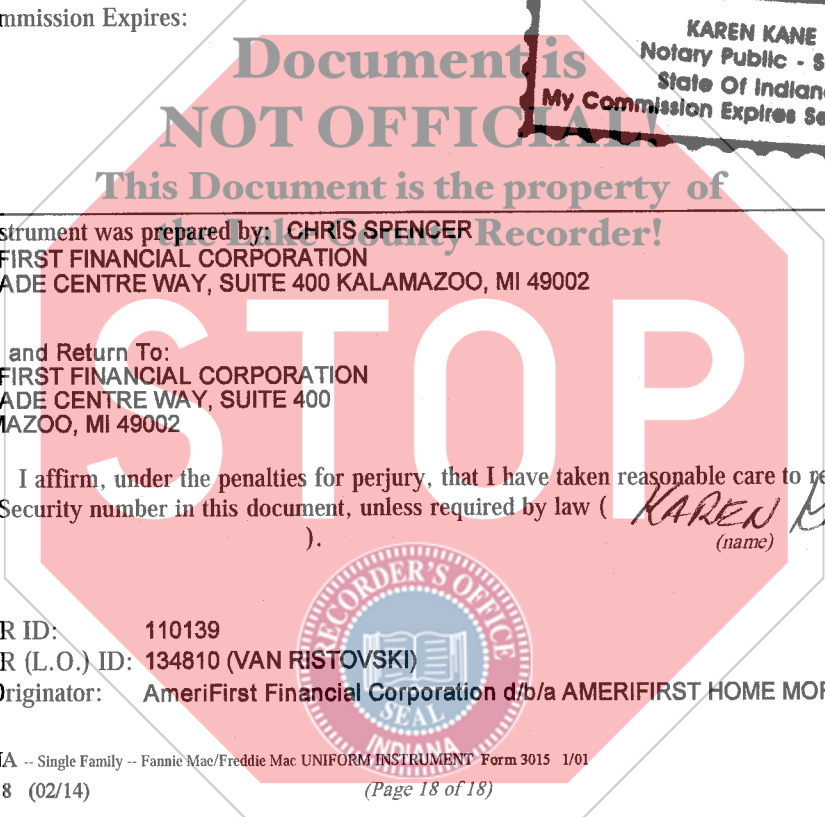 mmission Expires:
KAREN KANE
Notary Public - S
State Of Indian
My Commission Expires Se
Document is
NOT OFFICIAL!
This Document is the property of
the Lake County Recorder!
strument was prepared by: CHRIS SPENCER
FIRST FINANCIAL CORPORATION
ADE CENTRE WAY, SUITE 400 KALAMAZOO, MI 49002
and Return To:
FIRST FINANCIAL CORPORATION
ADE CENTRE WAY, SUITE 400
MAZOO, MI 49002
STOP
I affirm, under the penalties for perjury, that I have taken reasonable care to re
Security number in this document, unless required by law ( KAREN
).
(name)
RECORDER'S OFFICE
SEAL
INDIANA
R ID: 110139
R (L.O.) ID: 134810 (VAN RISTOVSKI)
Originator: AmeriFirst Financial Corporation d/b/a AMERIFIRST HOME MOR
NA -- Single Family -- Fannie Mae/Freddie Mac UNIFORM INSTRUMENT Form 3015 1/01
8 (02/14)
(Page 18 of 18)